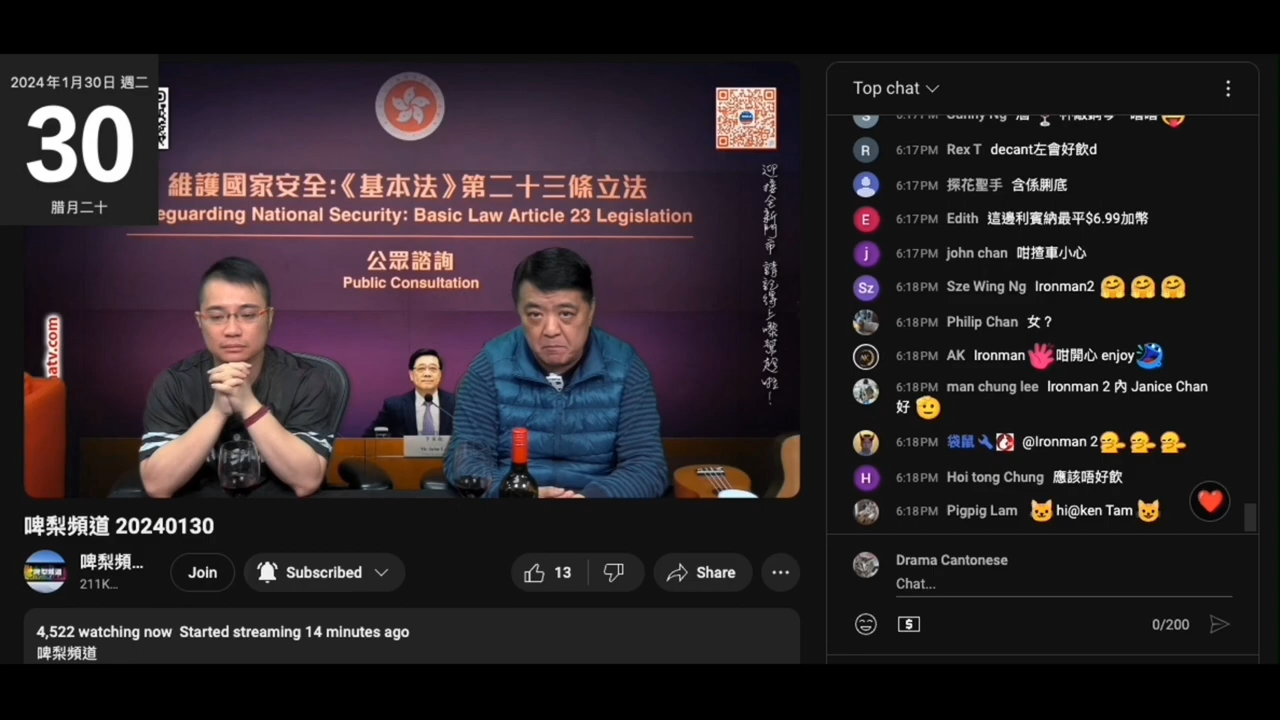 2024年1月30日 週二
30
臘月二十
維護國家安全:《基本法》第二十三條立法
eguarding National Security: Basic Law Article 23 Legislation
公眾諮詢
Public Consultation
atv.com
啤梨頻道 20240130
啤梨頻...
211K...
Join
Subscribed
13
Share
4,522 watching now Started streaming 14 minutes ago
啤梨頻道
Top chat
6:17PM Rex T decant左會好飲d
6:17PM 探花聖手 含係脷底
6:17PM Edith 這邊利賓納最平$6.99加幣
6:17PM john chan 咁揸車小心
6:18PM Sze Wing Ng Ironman2 🤗🤗🤗
6:18PM Philip Chan 女？
6:18PM AK Ironman 咁開心 enjoy
6:18PM man chung lee Ironman 2 內 Janice Chan
好 🫡
6:18PM 袋鼠 @Ironman 2
6:18PM Hoi tong Chung 應該唔好飲
6:18PM Pigpig Lam 🐱hi@ken Tam😺
Drama Cantonese
Chat...
0/200